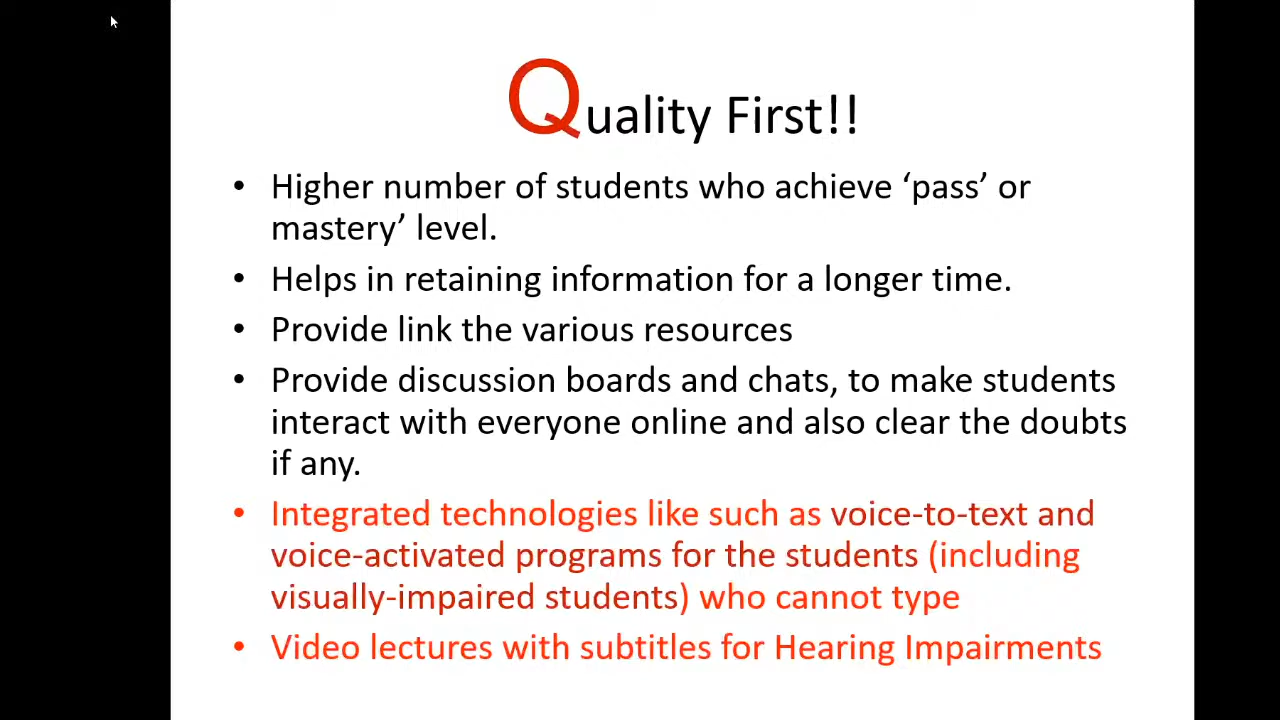 Quality First!!
• Higher number of students who achieve ‘pass’ or
mastery’ level.
• Helps in retaining information for a longer time.
• Provide link the various resources
• Provide discussion boards and chats, to make students
interact with everyone online and also clear the doubts
if any.
• Integrated technologies like such as voice-to-text and
voice-activated programs for the students (including
visually-impaired students) who cannot type
• Video lectures with subtitles for Hearing Impairments